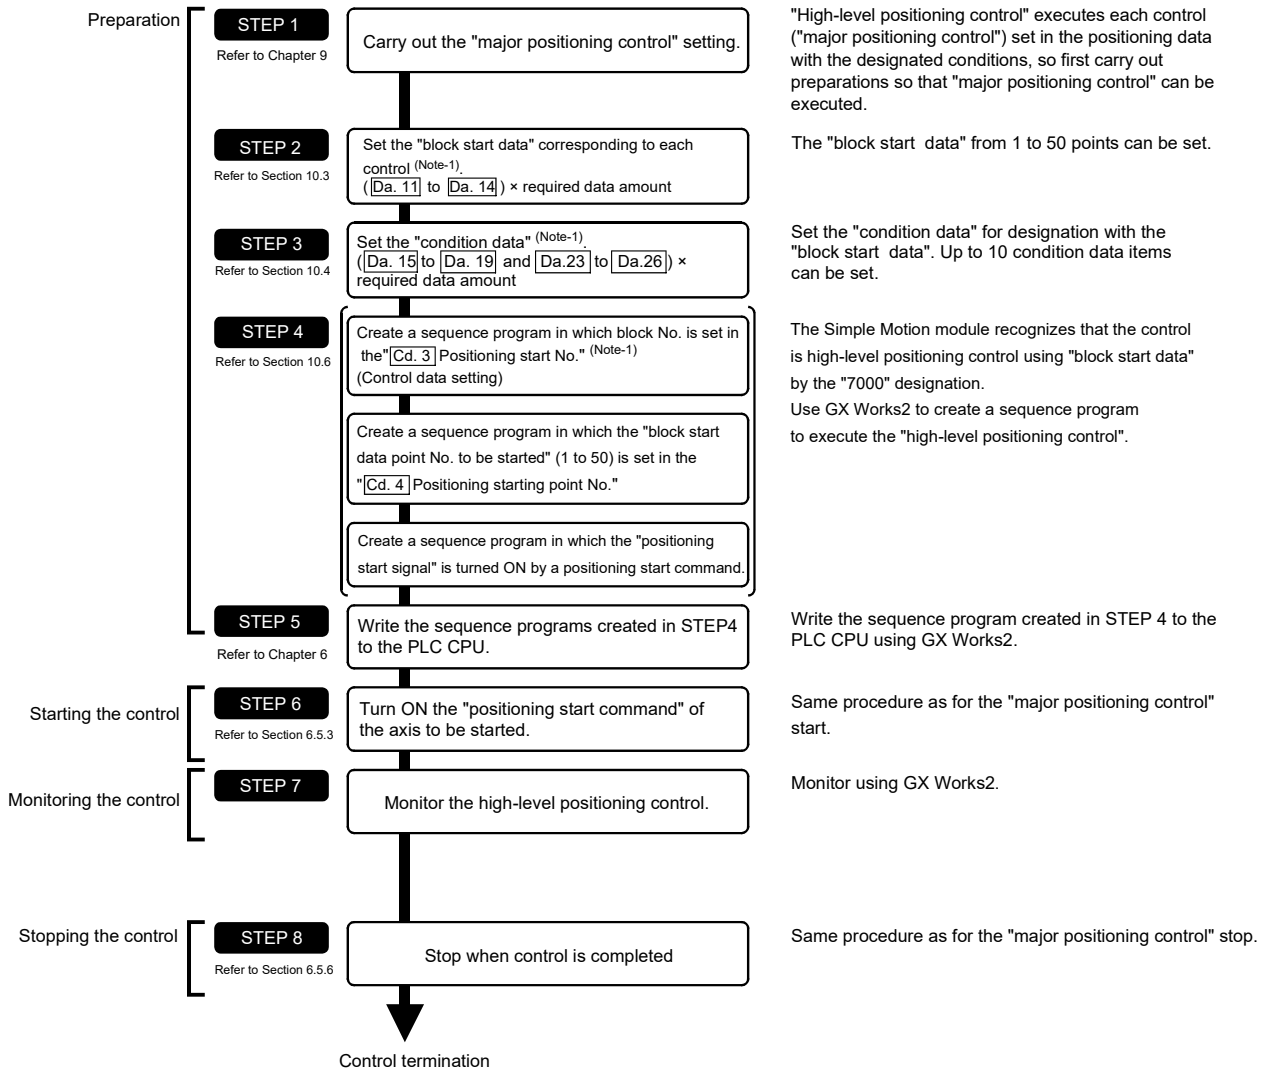 Preparation
STEP 1
Refer to Chapter 9
Carry out the "major positioning control" setting.
"High-level positioning control" executes each control
("major positioning control") set in the positioning data
with the designated conditions, so first carry out
preparations so that "major positioning control" can be
executed.
STEP 2
Refer to Section 10.3
Set the "block start data" corresponding to each
control (Note-1).
( Da. 11 to Da. 14 ) × required data amount
The "block start  data" from 1 to 50 points can be set.
STEP 3
Refer to Section 10.4
Set the "condition data" (Note-1).
( Da. 15 to Da. 19 and Da.23 to Da.26 ) ×
required data amount
Set the "condition data" for designation with the
"block start  data". Up to 10 condition data items
can be set.
STEP 4
Refer to Section 10.6
Create a sequence program in which block No. is set in
the" Cd. 3 Positioning start No." (Note-1)
(Control data setting)
Create a sequence program in which the "block start
data point No. to be started" (1 to 50) is set in the
" Cd. 4 Positioning starting point No."
Create a sequence program in which the "positioning
start signal" is turned ON by a positioning start command.
The Simple Motion module recognizes that the control
is high-level positioning control using "block start data"
by the "7000" designation.
Use GX Works2 to create a sequence program
to execute the "high-level positioning control".
STEP 5
Refer to Chapter 6
Write the sequence programs created in STEP4
to the PLC CPU.
Write the sequence program created in STEP 4 to the
PLC CPU using GX Works2.
Starting the control
STEP 6
Refer to Section 6.5.3
Turn ON the "positioning start command" of
the axis to be started.
Same procedure as for the "major positioning control"
start.
Monitoring the control
STEP 7
Monitor the high-level positioning control.
Monitor using GX Works2.
Stopping the control
STEP 8
Refer to Section 6.5.6
Stop when control is completed
Same procedure as for the "major positioning control" stop.
Control termination